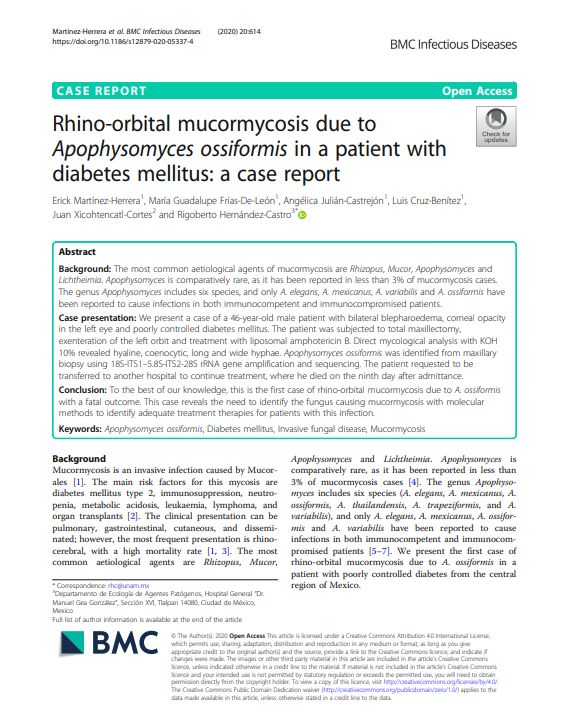 Martínez-Herrera et al. BMC Infectious Diseases (2020) 20:614
https://doi.org/10.1186/s12879-020-05337-4
BMC Infectious Diseases
CASE REPORT
Open Access
Check for
updates
Rhino-orbital mucormycosis due to
Apophysomyces ossiformis in a patient with
diabetes mellitus: a case report
Erick Martínez-Herrera1, María Guadalupe Frías-De-León1, Angélica Julián-Castrejón1, Luis Cruz-Benítez1,
Juan Xicohtencatl-Cortes2 and Rigoberto Hernández-Castro3*
iD
Abstract
Background: The most common aetiological agents of mucormycosis are Rhizopus, Mucor, Apophysomyces and
Lichtheimia. Apophysomyces is comparatively rare, as it has been reported in less than 3% of mucormycosis cases.
The genus Apophysomyces includes six species, and only A. elegans, A. mexicanus, A. variabilis and A. ossiformis have
been reported to cause infections in both immunocompetent and immunocompromised patients.
Case presentation: We present a case of a 46-year-old male patient with bilateral blepharoedema, corneal opacity
in the left eye and poorly controlled diabetes mellitus. The patient was subjected to total maxillectomy,
exenteration of the left orbit and treatment with liposomal amphotericin B. Direct mycological analysis with KOH
10% revealed hyaline, coenocytic, long and wide hyphae. Apophysomyces ossiformis was identified from maxillary
biopsy using 18S-ITS1–5.8S-ITS2-28S rRNA gene amplification and sequencing. The patient requested to be
transferred to another hospital to continue treatment, where he died on the ninth day after admittance.
Conclusion: To the best of our knowledge, this is the first case of rhino-orbital mucormycosis due to A. ossiformis
with a fatal outcome. This case reveals the need to identify the fungus causing mucormycosis with molecular
methods to identify adequate treatment therapies for patients with this infection.
Keywords: Apophysomyces ossiformis, Diabetes mellitus, Invasive fungal disease, Mucormycosis
Background
Mucormycosis is an invasive infection caused by Mucor-
ales [1]. The main risk factors for this mycosis are
diabetes mellitus type 2, immunosuppression, neutro-
penia, metabolic acidosis, leukaemia, lymphoma, and
organ transplants [2]. The clinical presentation can be
pulmonary, gastrointestinal, cutaneous, and dissemi-
nated; however, the most frequent presentation is rhino-
cerebral, with a high mortality rate [1, 3]. The most
common aetiological agents are Rhizopus, Mucor,
Apophysomyces and Lichtheimia. Apophysomyces is
comparatively rare, as it has been reported in less than
3% of mucormycosis cases [4]. The genus Apophyso-
myces includes six species (A. elegans, A. mexicanus, A.
ossiformis, A. thailandensis, A. trapeziformis, and A.
variabilis), and only A. elegans, A. mexicanus, A. ossifor-
mis and A. variabilis have been reported to cause
infections in both immunocompetent and immunocom-
promised patients [5–7]. We present the first case of
rhino-orbital mucormycosis due to A. ossiformis in a
patient with poorly controlled diabetes from the central
region of Mexico.
* Correspondence: rhc@unam.mx
3Departamento de Ecología de Agentes Patógenos, Hospital General "Dr.
Manuel Gea González", Sección XVI, Tlalpan 14080, Ciudad de México,
Mexico
Full list of author information is available at the end of the article
BMC
© The Author(s). 2020 Open Access This article is licensed under a Creative Commons Attribution 4.0 International License,
which permits use, sharing, adaptation, distribution and reproduction in any medium or format, as long as you give
appropriate credit to the original author(s) and the source, provide a link to the Creative Commons licence, and indicate if
changes were made. The images or other third party material in this article are included in the article's Creative Commons
licence, unless indicated otherwise in a credit line to the material. If material is not included in the article's Creative Commons
licence and your intended use is not permitted by statutory regulation or exceeds the permitted use, you will need to obtain
permission directly from the copyright holder. To view a copy of this licence, visit http://creativecommons.org/licenses/by/4.0/.
The Creative Commons Public Domain Dedication waiver (http://creativecommons.org/publicdomain/zero/1.0/) applies to the
data made available in this article, unless otherwise stated in a credit line to the data.